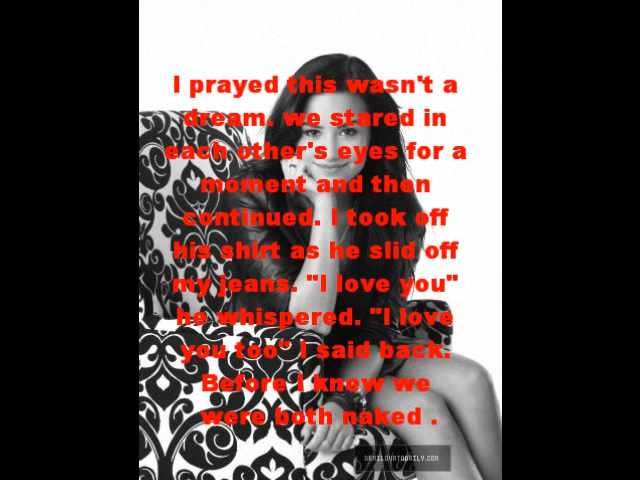 I prayed this wasn't a
dream. we stared in
each other's eyes for a
moment and then
continued. I took off
his shirt as he slid off
my jeans. "I love you"
he whispered. "I love
you too" I said back.
Before I knew we
were both naked .
DEMILOVATODAILY.COM